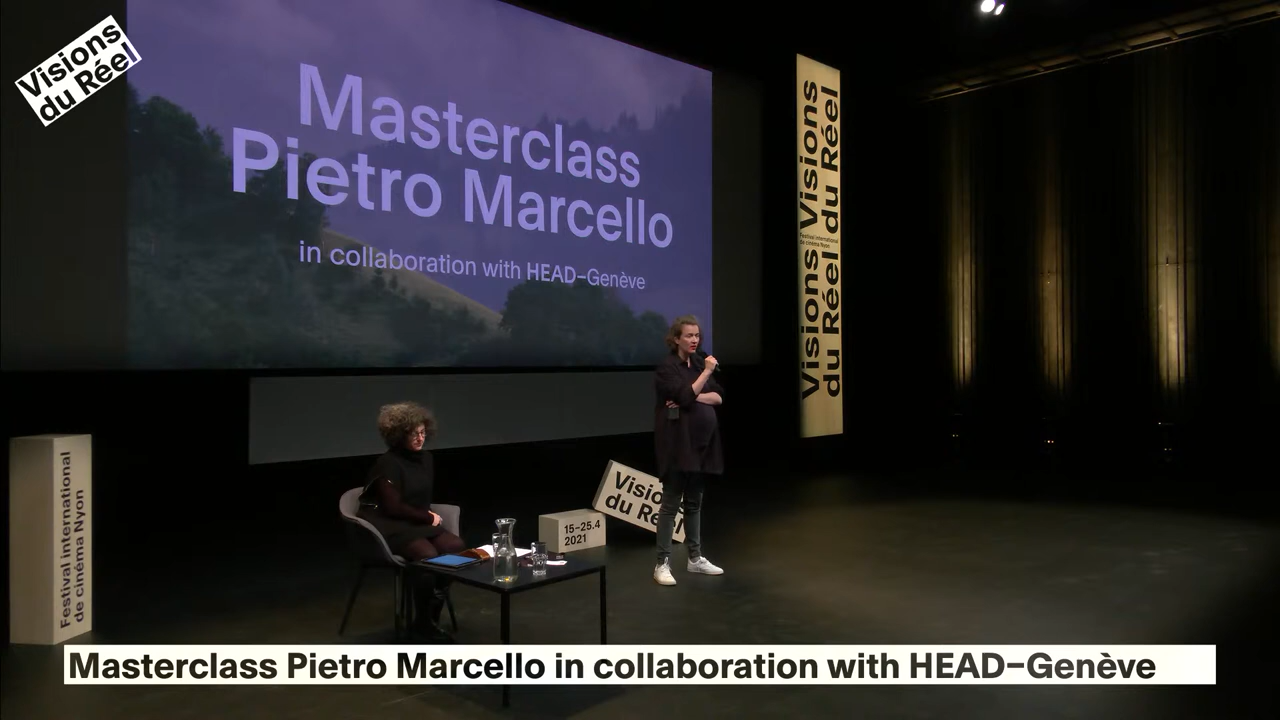 Visions
du Réel
Masterclass
Pietro Marcello
in collaboration with HEAD–Genève
Visions Visions
du Réel du Réel
Festival international
de cinéma Nyon
Festival international
de cinéma Nyon
Visio
du Réel
15–25.4
2021
Masterclass Pietro Marcello in collaboration with HEAD–Genève